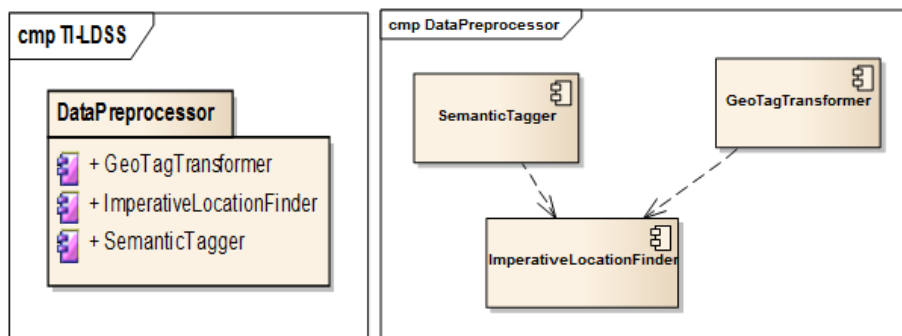 cmp TI-LDSS
DataPreprocessor
+ GeoTagTransformer
+ ImperativeLocationFinder
+ SemanticTagger
cmp DataPreprocessor
SemanticTagger
GeoTagTransformer
ImperativeLocationFinder